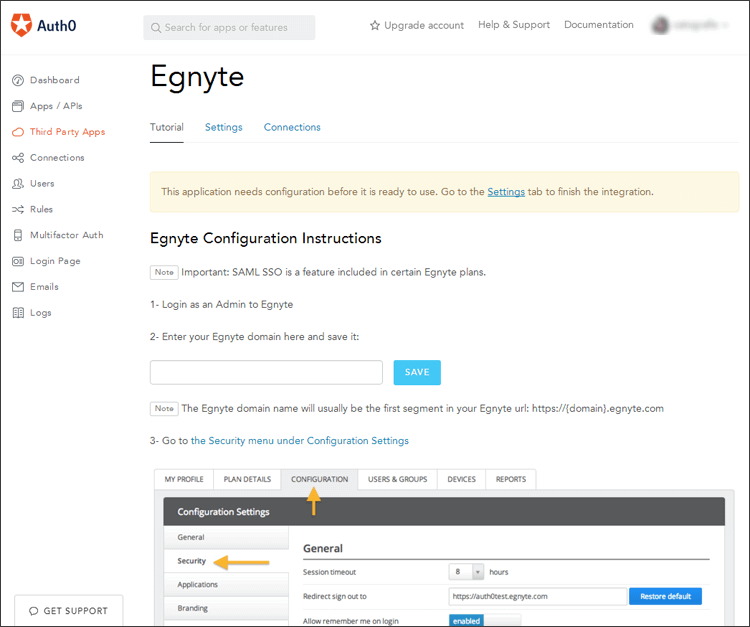 Auth0
Search for apps or features
Upgrade account
Help & Support
Documentation
Dashboard
Apps / APIs
Third Party Apps
Connections
Users
Rules
Multifactor Auth
Login Page
Emails
Logs
GET SUPPORT
Egnyte
Tutorial Settings Connections
This application needs configuration before it is ready to use. Go to the Settings tab to finish the integration.
Egnyte Configuration Instructions
Note Important: SAML SSO is a feature included in certain Egnyte plans.
1- Login as an Admin to Egnyte
2- Enter your Egnyte domain here and save it:
SAVE
Note The Egnyte domain name will usually be the first segment in your Egnyte url: https://{domain}.egnyte.com
3- Go to the Security menu under Configuration Settings
MY PROFILE PLAN DETAILS CONFIGURATION USERS & GROUPS DEVICES REPORTS
Configuration Settings
General
Security
Applications
Branding
General
Session timeout 8 hours
Redirect sign out to https://auth0test.egnyte.com Restore default
Allow remember me on login enabled